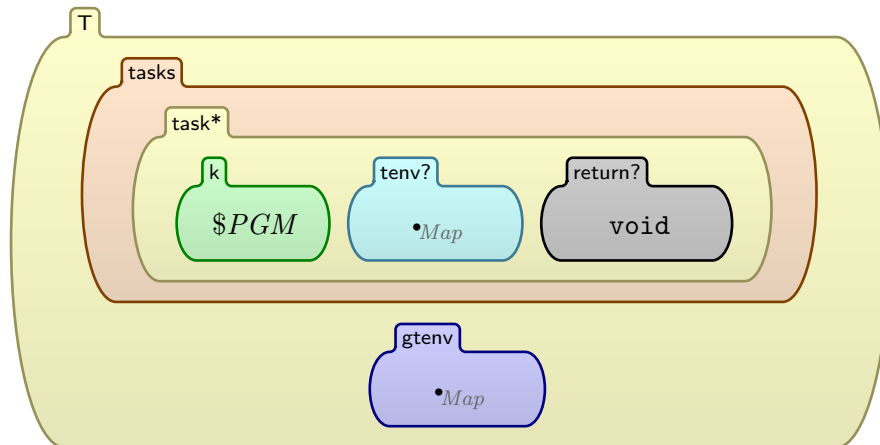 T
tasks
task*
k
tenv?
return?
$PGM
•Map
void
gtenv
•Map